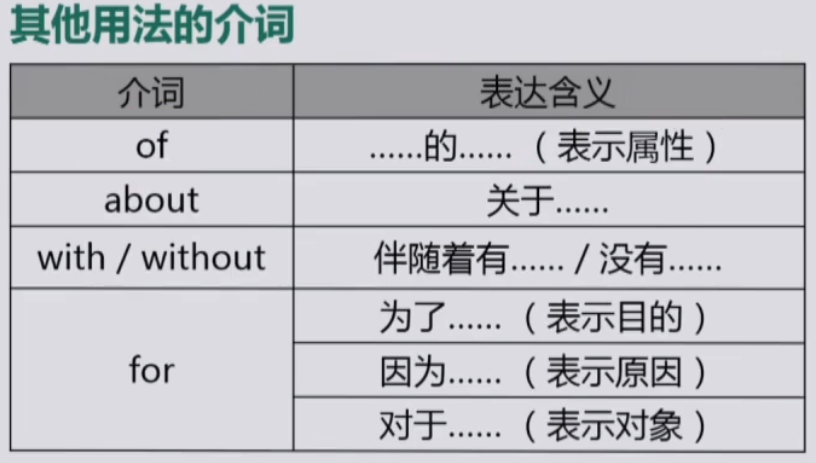 其他用法的介词
介词 表达含义
of ……的……（表示属性）
about 关于……
with / without 伴随着有…… / 没有……
for 为了……（表示目的）
因为……（表示原因）
对于……（表示对象）